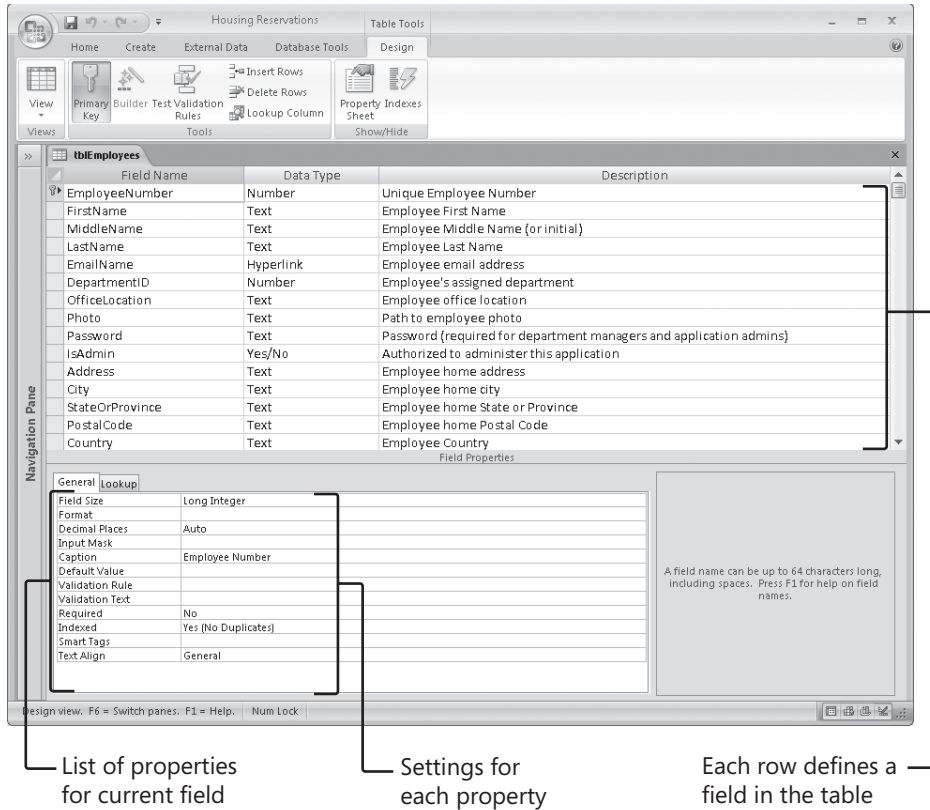 Housing Reservations
Table Tools
Home Create External Data Database Tools Design
View
Primary Key
Builder
Test Validation Rules
Insert Rows
Delete Rows
Lookup Column
Property Sheet
Indexes
Views
Tools
Show/Hide
tblEmployees
Field Name Data Type Description
EmployeeNumber Number Unique Employee Number
FirstName Text Employee First Name
MiddleName Text Employee Middle Name (or initial)
LastName Text Employee Last Name
EmailName Hyperlink Employee email address
DepartmentID Number Employee's assigned department
OfficeLocation Text Employee office location
Photo Text Path to employee photo
Password Text Password (required for department managers and application admins)
IsAdmin Yes/No Authorized to administer this application
Address Text Employee home address
City Text Employee home city
StateOrProvince Text Employee home State or Province
PostalCode Text Employee home Postal Code
Country Text Employee Country
Navigation Pane
Field Properties
General Lookup
Field Size Long Integer
Format
Decimal Places Auto
Input Mask
Caption Employee Number
Default Value
Validation Rule
Validation Text
Required No
Indexed Yes (No Duplicates)
Smart Tags
Text Align General
A field name can be up to 64 characters long,
including spaces. Press F1 for help on field
names.
Design view. F6 = Switch panes. F1 = Help. Num Lock
List of properties
for current field
Settings for
each property
Each row defines a
field in the table